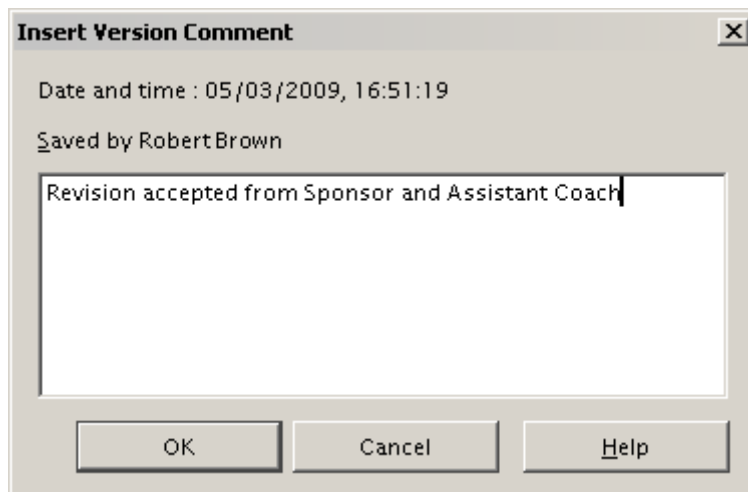 Insert Version Comment
Date and time : 05/03/2009, 16:51:19
Saved by Robert Brown
Revision accepted from Sponsor and Assistant Coach
OK
Cancel
Help